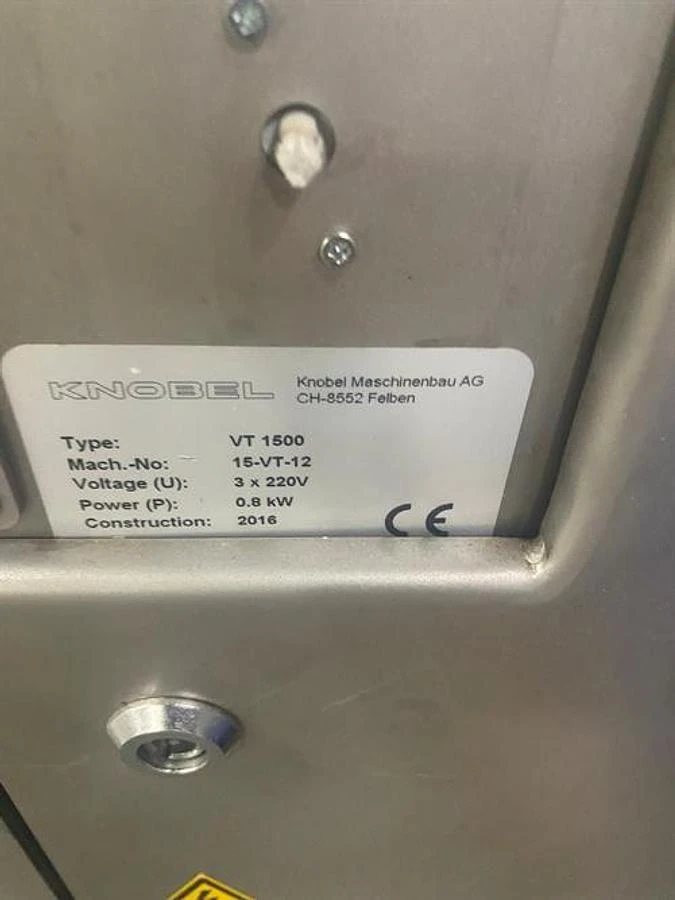 KNOBEL Knobel Maschinenbau AG
CH-8552 Felben
Type: VT 1500
Mach.-No: 15-VT-12
Voltage (U): 3 x 220V
Power (P): 0.8 kW
Construction: 2016
CE